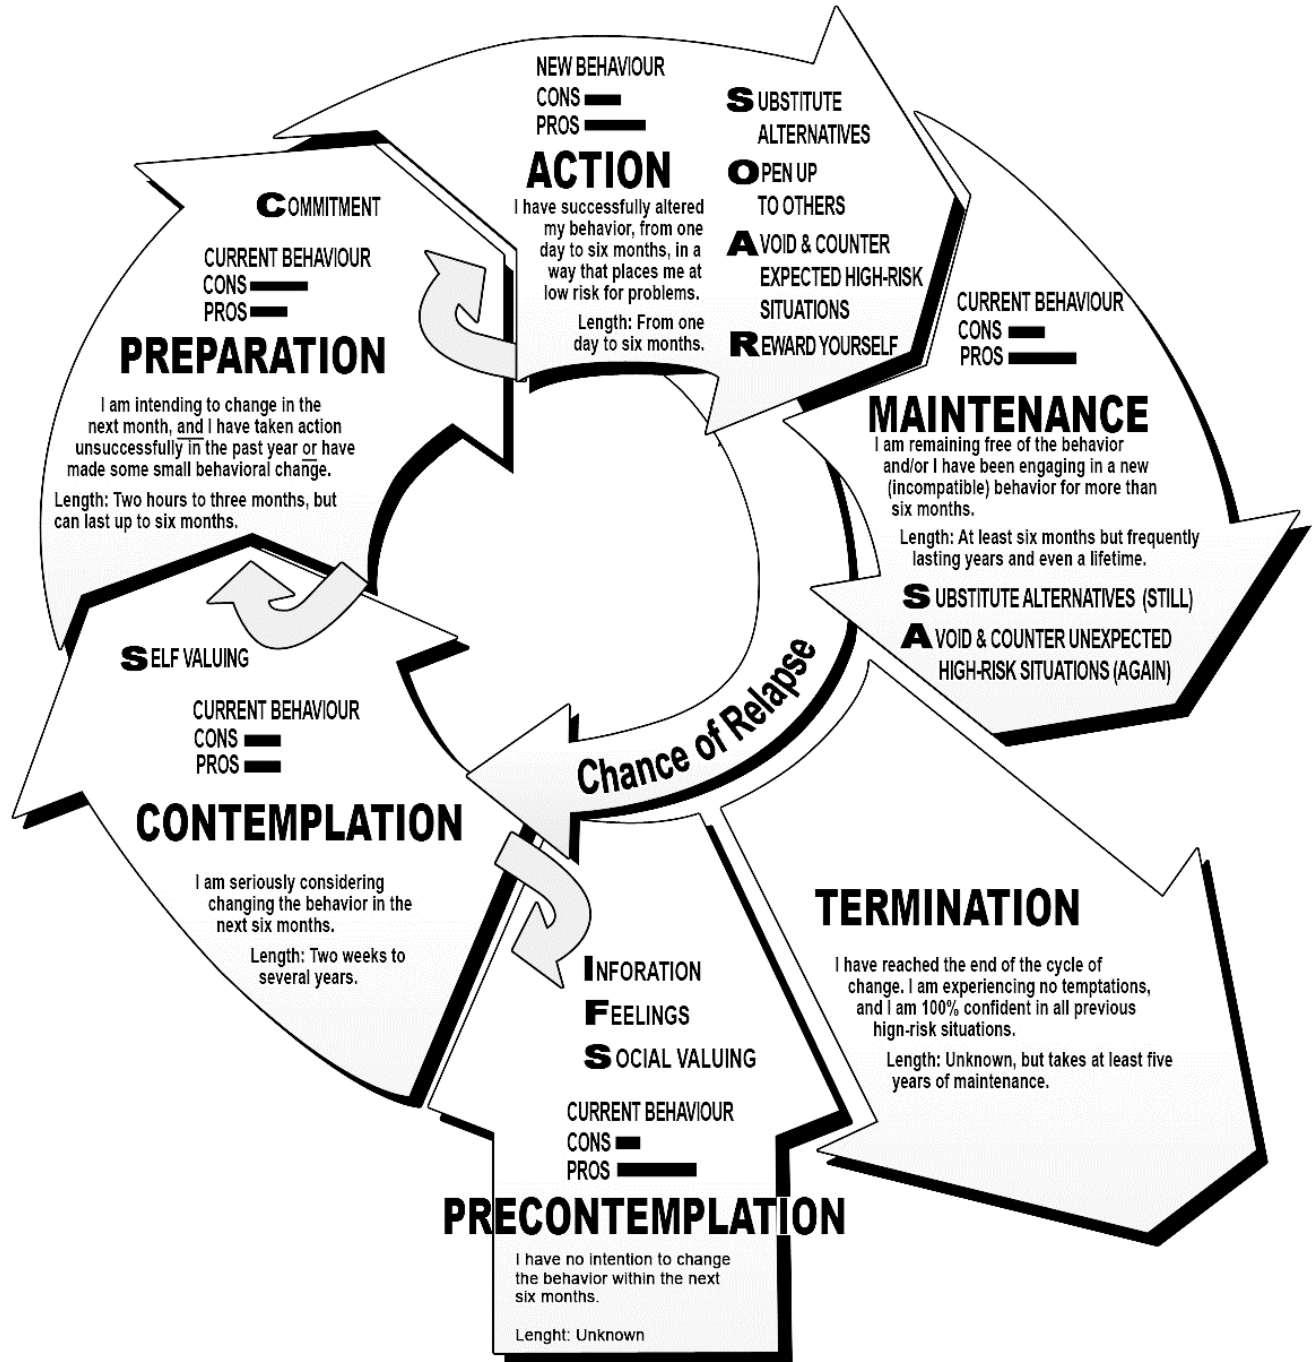 NEW BEHAVIOUR
CONS
PROS
ACTION
I have successfully altered
my behavior, from one
day to six months, in a
way that places me at
low risk for problems.
Length: From one
day to six months.
SUBSTITUTE
ALTERNATIVES
OPEN UP
TO OTHERS
AVOID & COUNTER
EXPECTED HIGH-RISK
SITUATIONS
REWARD YOURSELF
COMMITMENT
CURRENT BEHAVIOUR
CONS
PROS
PREPARATION
I am intending to change in the
next month, and I have taken action
unsuccessfully in the past year or have
made some small behavioral change.
Length: Two hours to three months, but
can last up to six months.
CURRENT BEHAVIOUR
CONS
PROS
MAINTENANCE
I am remaining free of the behavior
and/or I have been engaging in a new
(incompatible) behavior for more than
six months.
Length: At least six months but frequently
lasting years and even a lifetime.
SUBSTITUTE ALTERNATIVES (STILL)
AVOID & COUNTER UNEXPECTED
HIGH-RISK SITUATIONS (AGAIN)
SELF VALUING
CURRENT BEHAVIOUR
CONS
PROS
CONTEMPLATION
I am seriously considering
changing the behavior in the
next six months.
Length: Two weeks to
several years.
Chance of Relapse
TERMINATION
I have reached the end of the cycle of
change. I am experiencing no temptations,
and I am 100% confident in all previous
hign-risk situations.
Length: Unknown, but takes at least five
years of maintenance.
INFORATION
FEELINGS
SOCIAL VALUING
CURRENT BEHAVIOUR
CONS
PROS
PRECONTEMPLATION
I have no intention to change
the behavior within the next
six months.
Lenght: Unknown